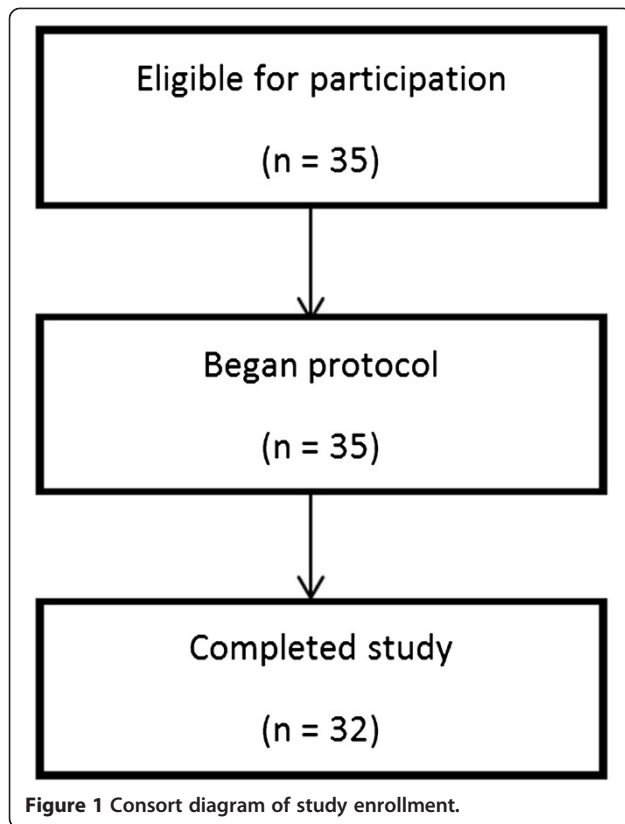 Eligible for participation
(n = 35)
Began protocol
(n = 35)
Completed study
(n = 32)
Figure 1 Consort diagram of study enrollment.